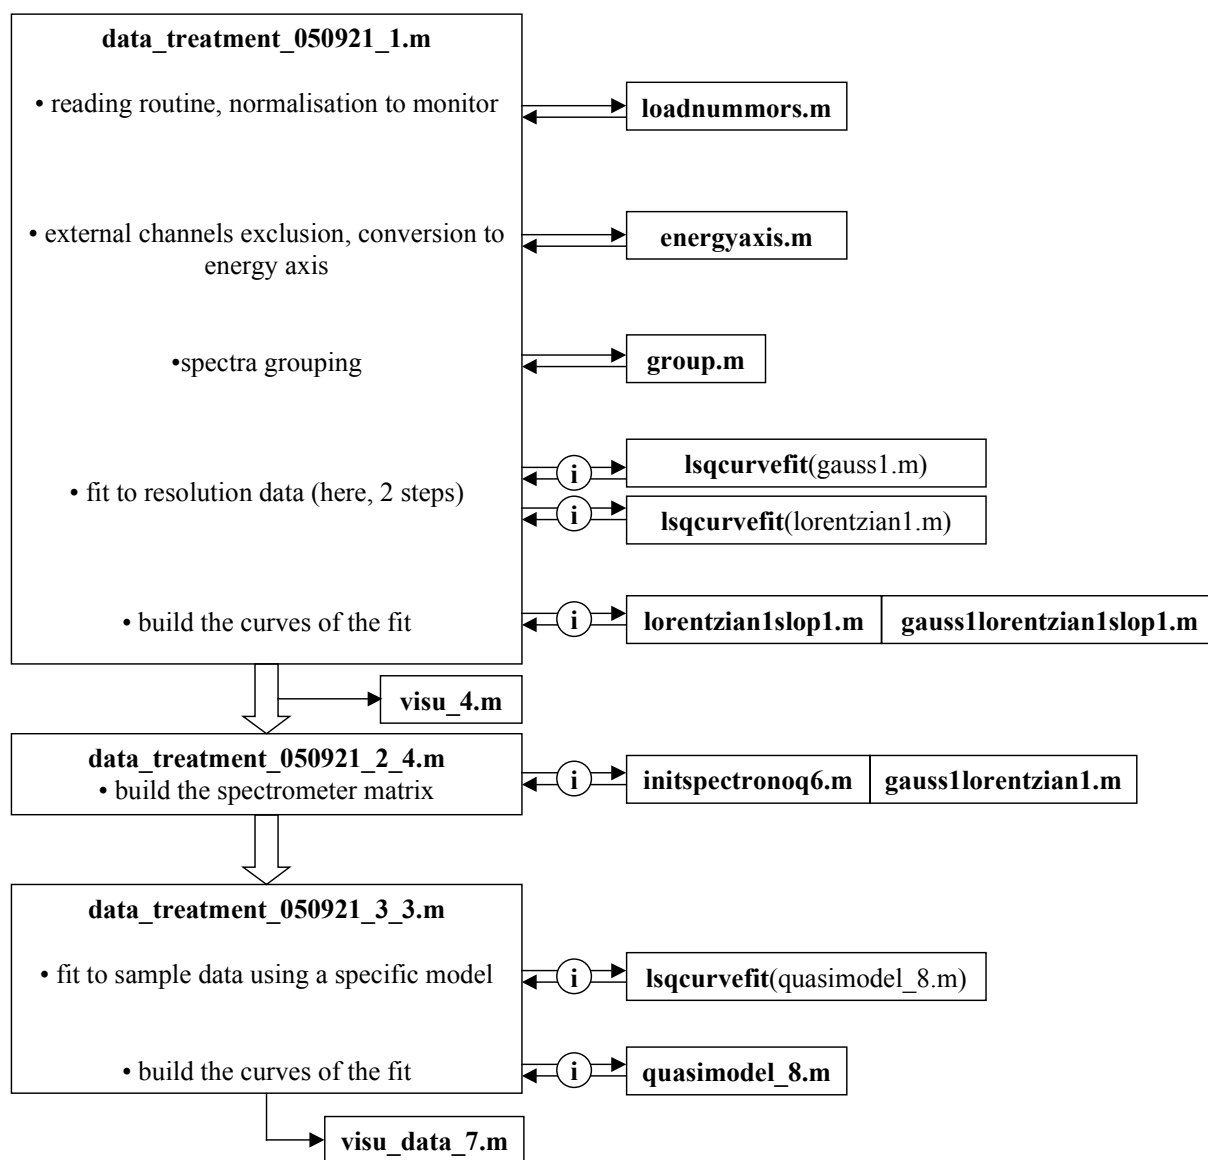 data_treatment_050921_1.m
• reading routine, normalisation to monitor
loadnummors.m
• external channels exclusion, conversion to
energy axis
energyaxis.m
•spectra grouping
group.m
• fit to resolution data (here, 2 steps)
i
lsqcurvefit(gauss1.m)
i
lsqcurvefit(lorentzian1.m)
• build the curves of the fit
i
lorentzian1slop1.m
gauss1lorentzian1slop1.m
visu_4.m
data_treatment_050921_2_4.m
• build the spectrometer matrix
i
initspectronoq6.m
gauss1lorentzian1.m
data_treatment_050921_3_3.m
• fit to sample data using a specific model
i
lsqcurvefit(quasimodel_8.m)
• build the curves of the fit
i
quasimodel_8.m
visu_data_7.m